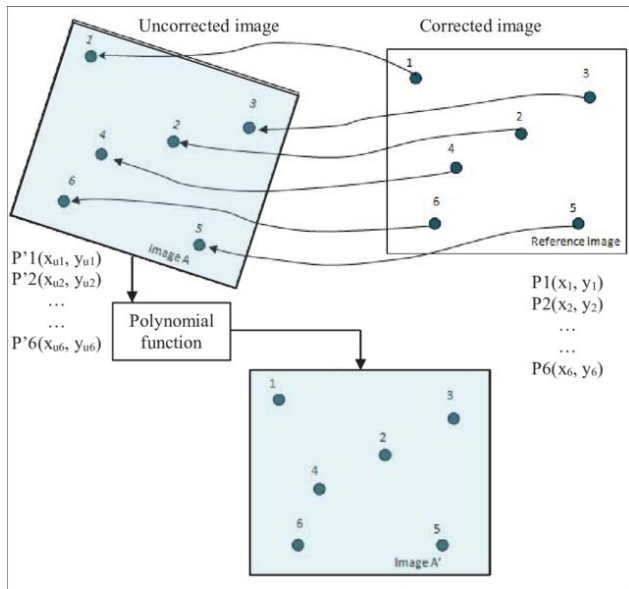 Uncorrected image
Corrected image
1
3
2
4
6
5
Image A
1
3
2
4
6
5
Reference image
P'1(xu1, yu1)
P'2(xu2, yu2)
...
...
P'6(xu6, yu6)
P1(x1, y1)
P2(x2, y2)
...
...
P6(x6, y6)
Polynomial
function
1
3
2
4
6
5
Image A'